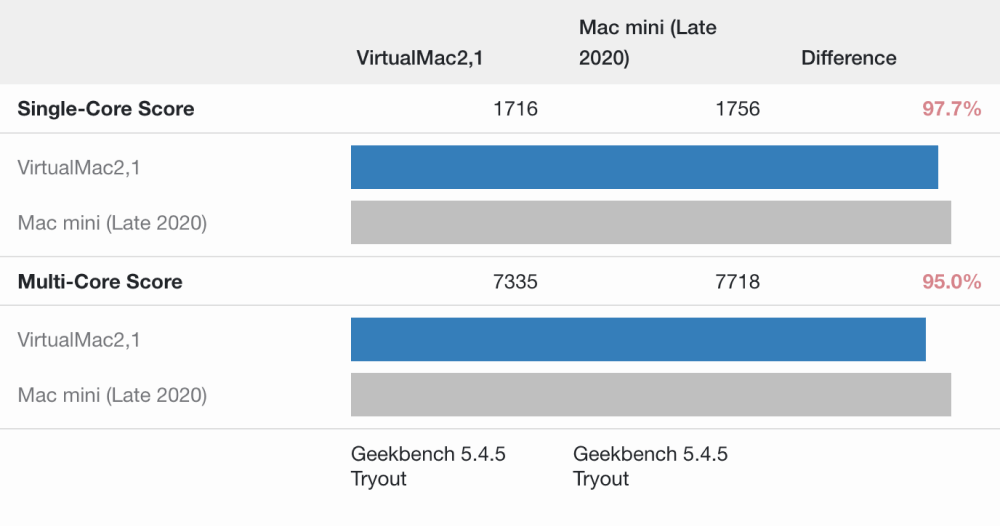 VirtualMac2,1 Mac mini (Late
2020) Difference
Single-Core Score 1716 1756 97.7%
VirtualMac2,1
Mac mini (Late 2020)
Multi-Core Score 7335 7718 95.0%
VirtualMac2,1
Mac mini (Late 2020)
Geekbench 5.4.5 Geekbench 5.4.5
Tryout Tryout